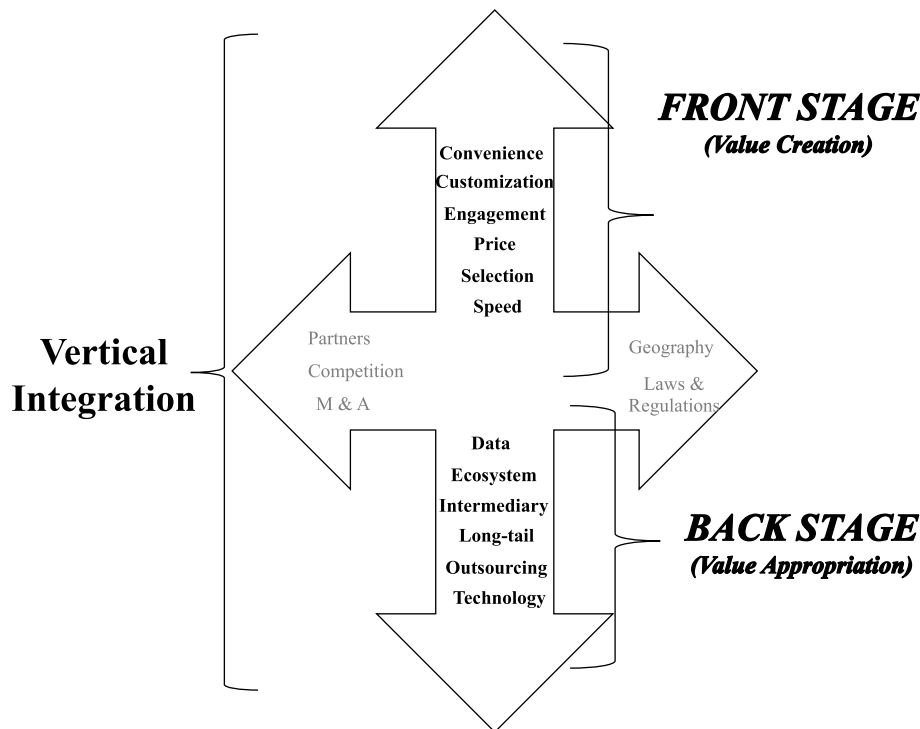 FRONT STAGE
(Value Creation)
Convenience
Customization
Engagement
Price
Selection
Speed
Vertical
Integration
Partners
Competition
M & A
Geography
Laws &
Regulations
Data
Ecosystem
Intermediary
Long-tail
Outsourcing
Technology
BACK STAGE
(Value Appropriation)